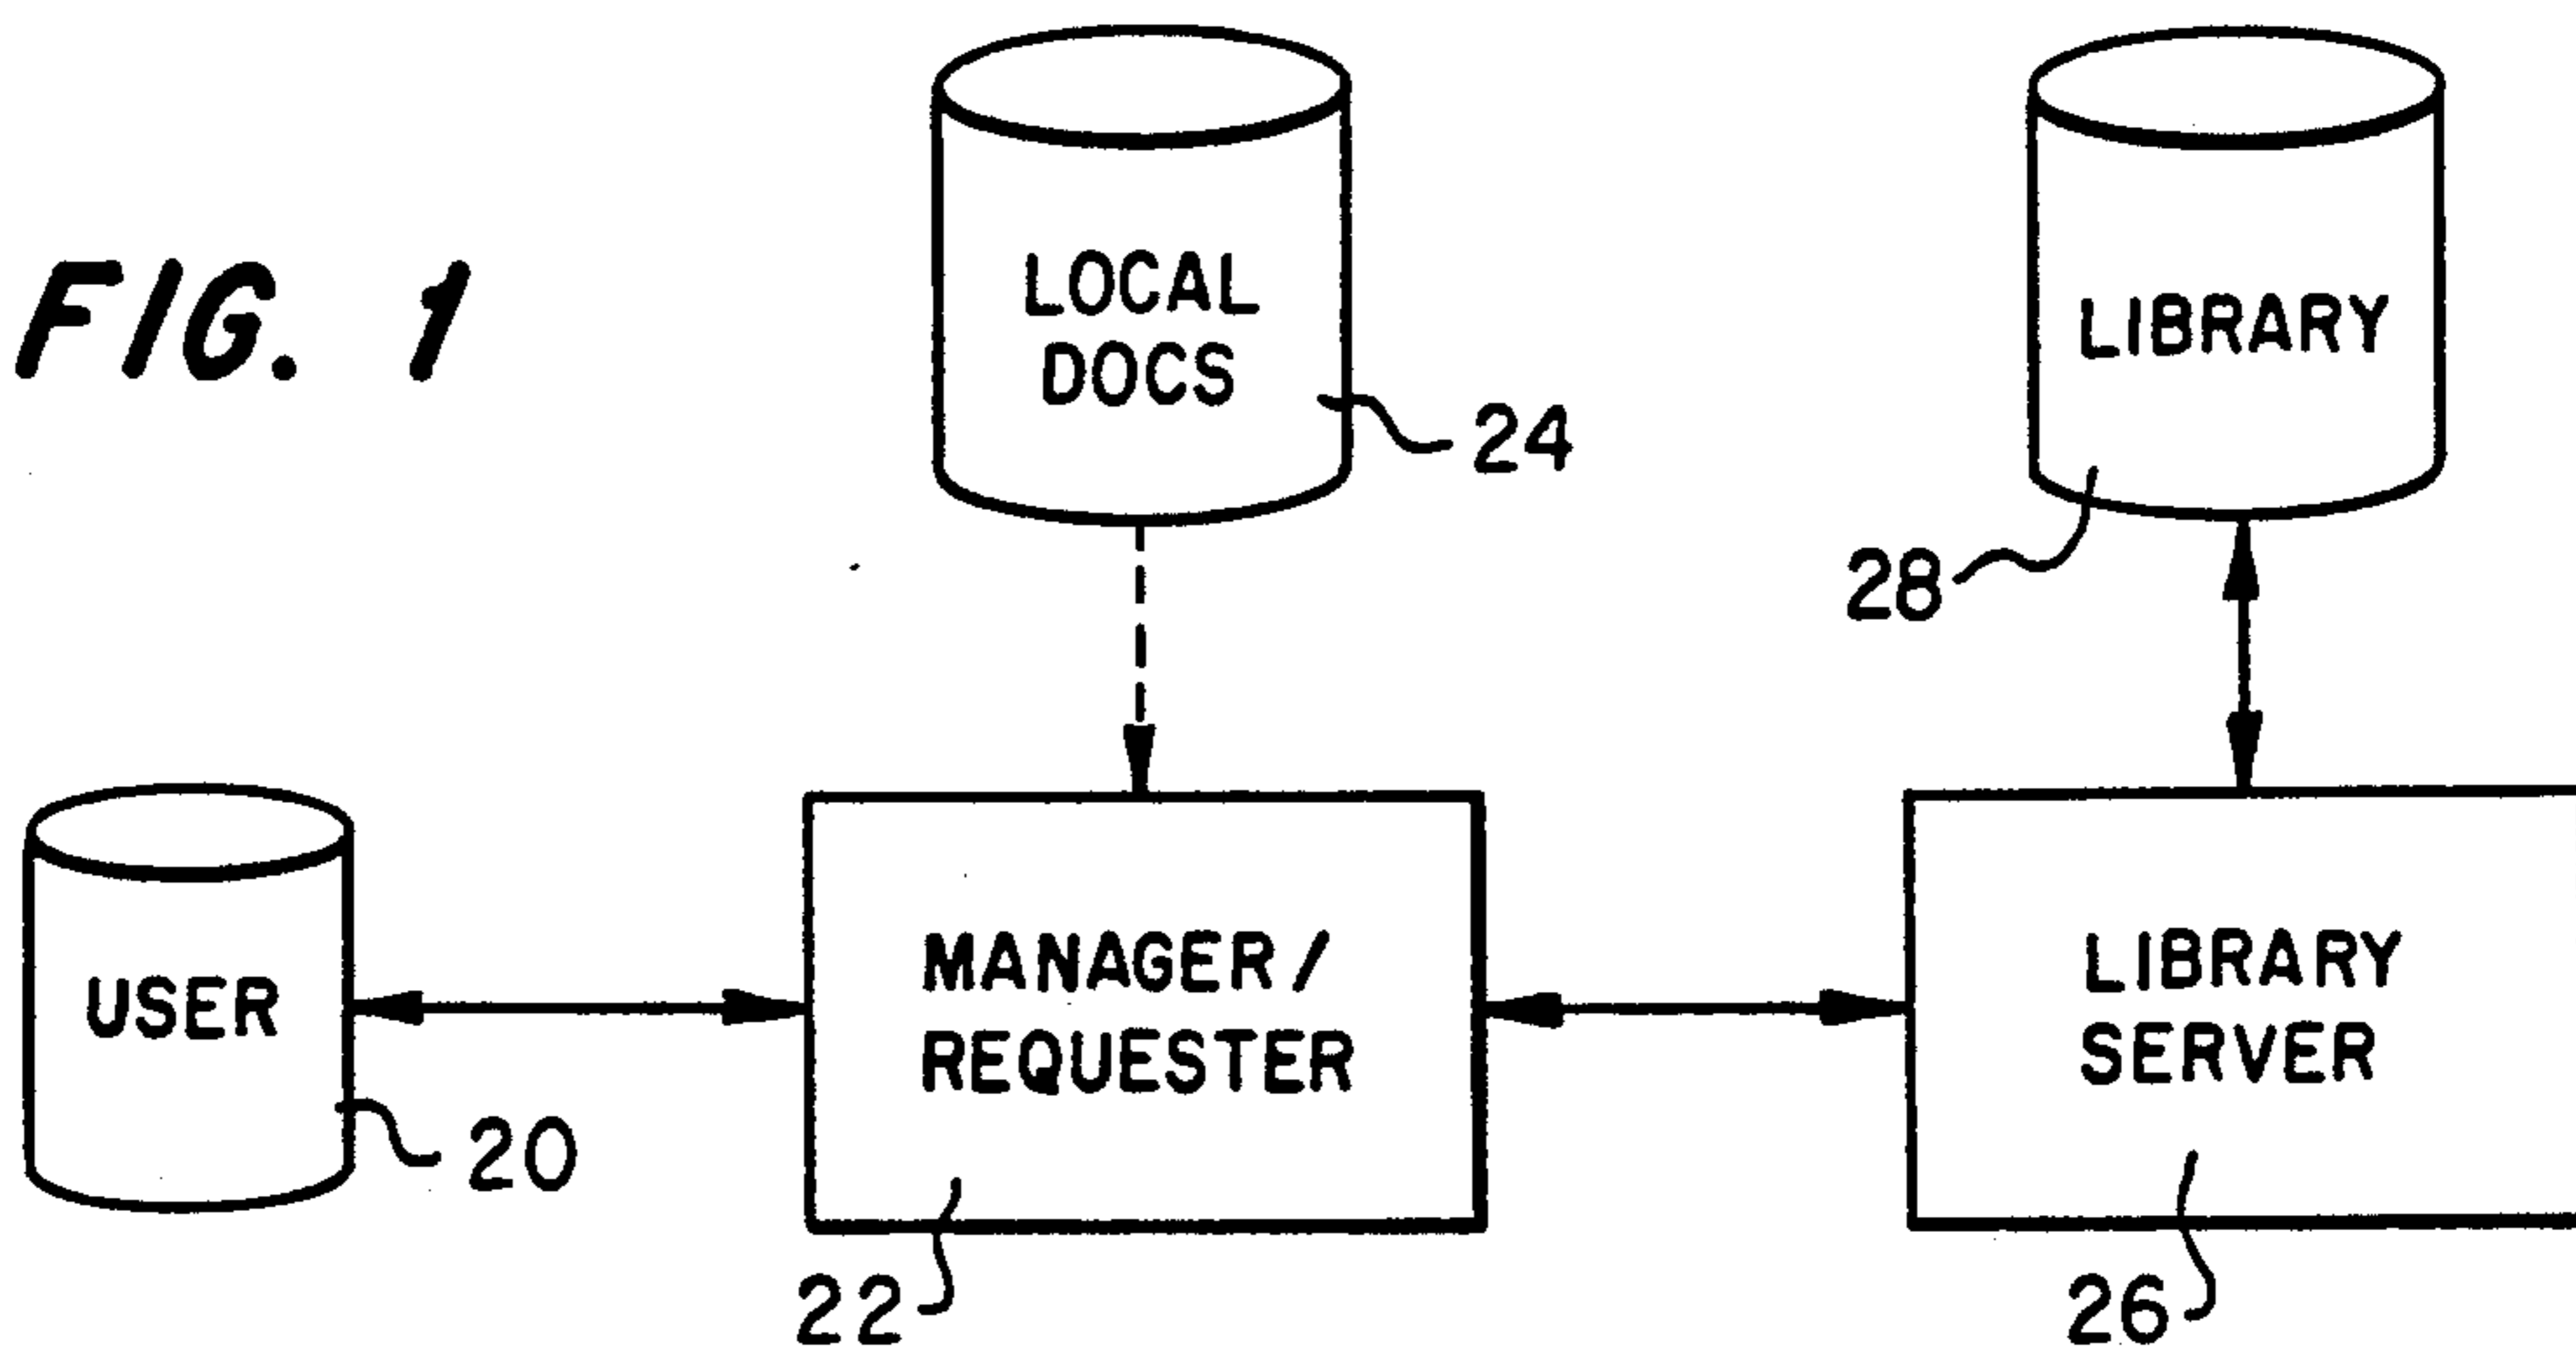 FIG. 1
LOCAL
DOCS
24
LIBRARY
28
USER
20
MANAGER/
REQUESTER
22
LIBRARY
SERVER
26